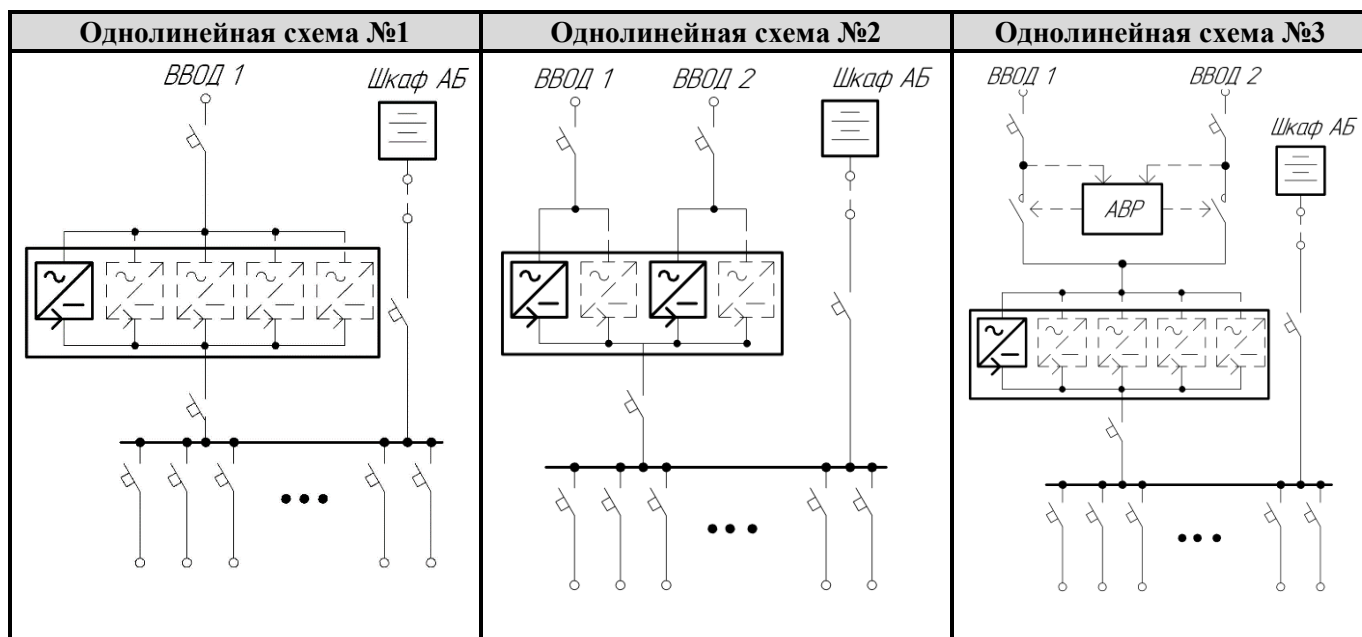 Однолинейная схема №1
Однолинейная схема №2
Однолинейная схема №3
ВВОД 1
Шкаф АБ
ВВОД 1
ВВОД 2
Шкаф АБ
ВВОД 1
ВВОД 2
Шкаф АБ
АВР